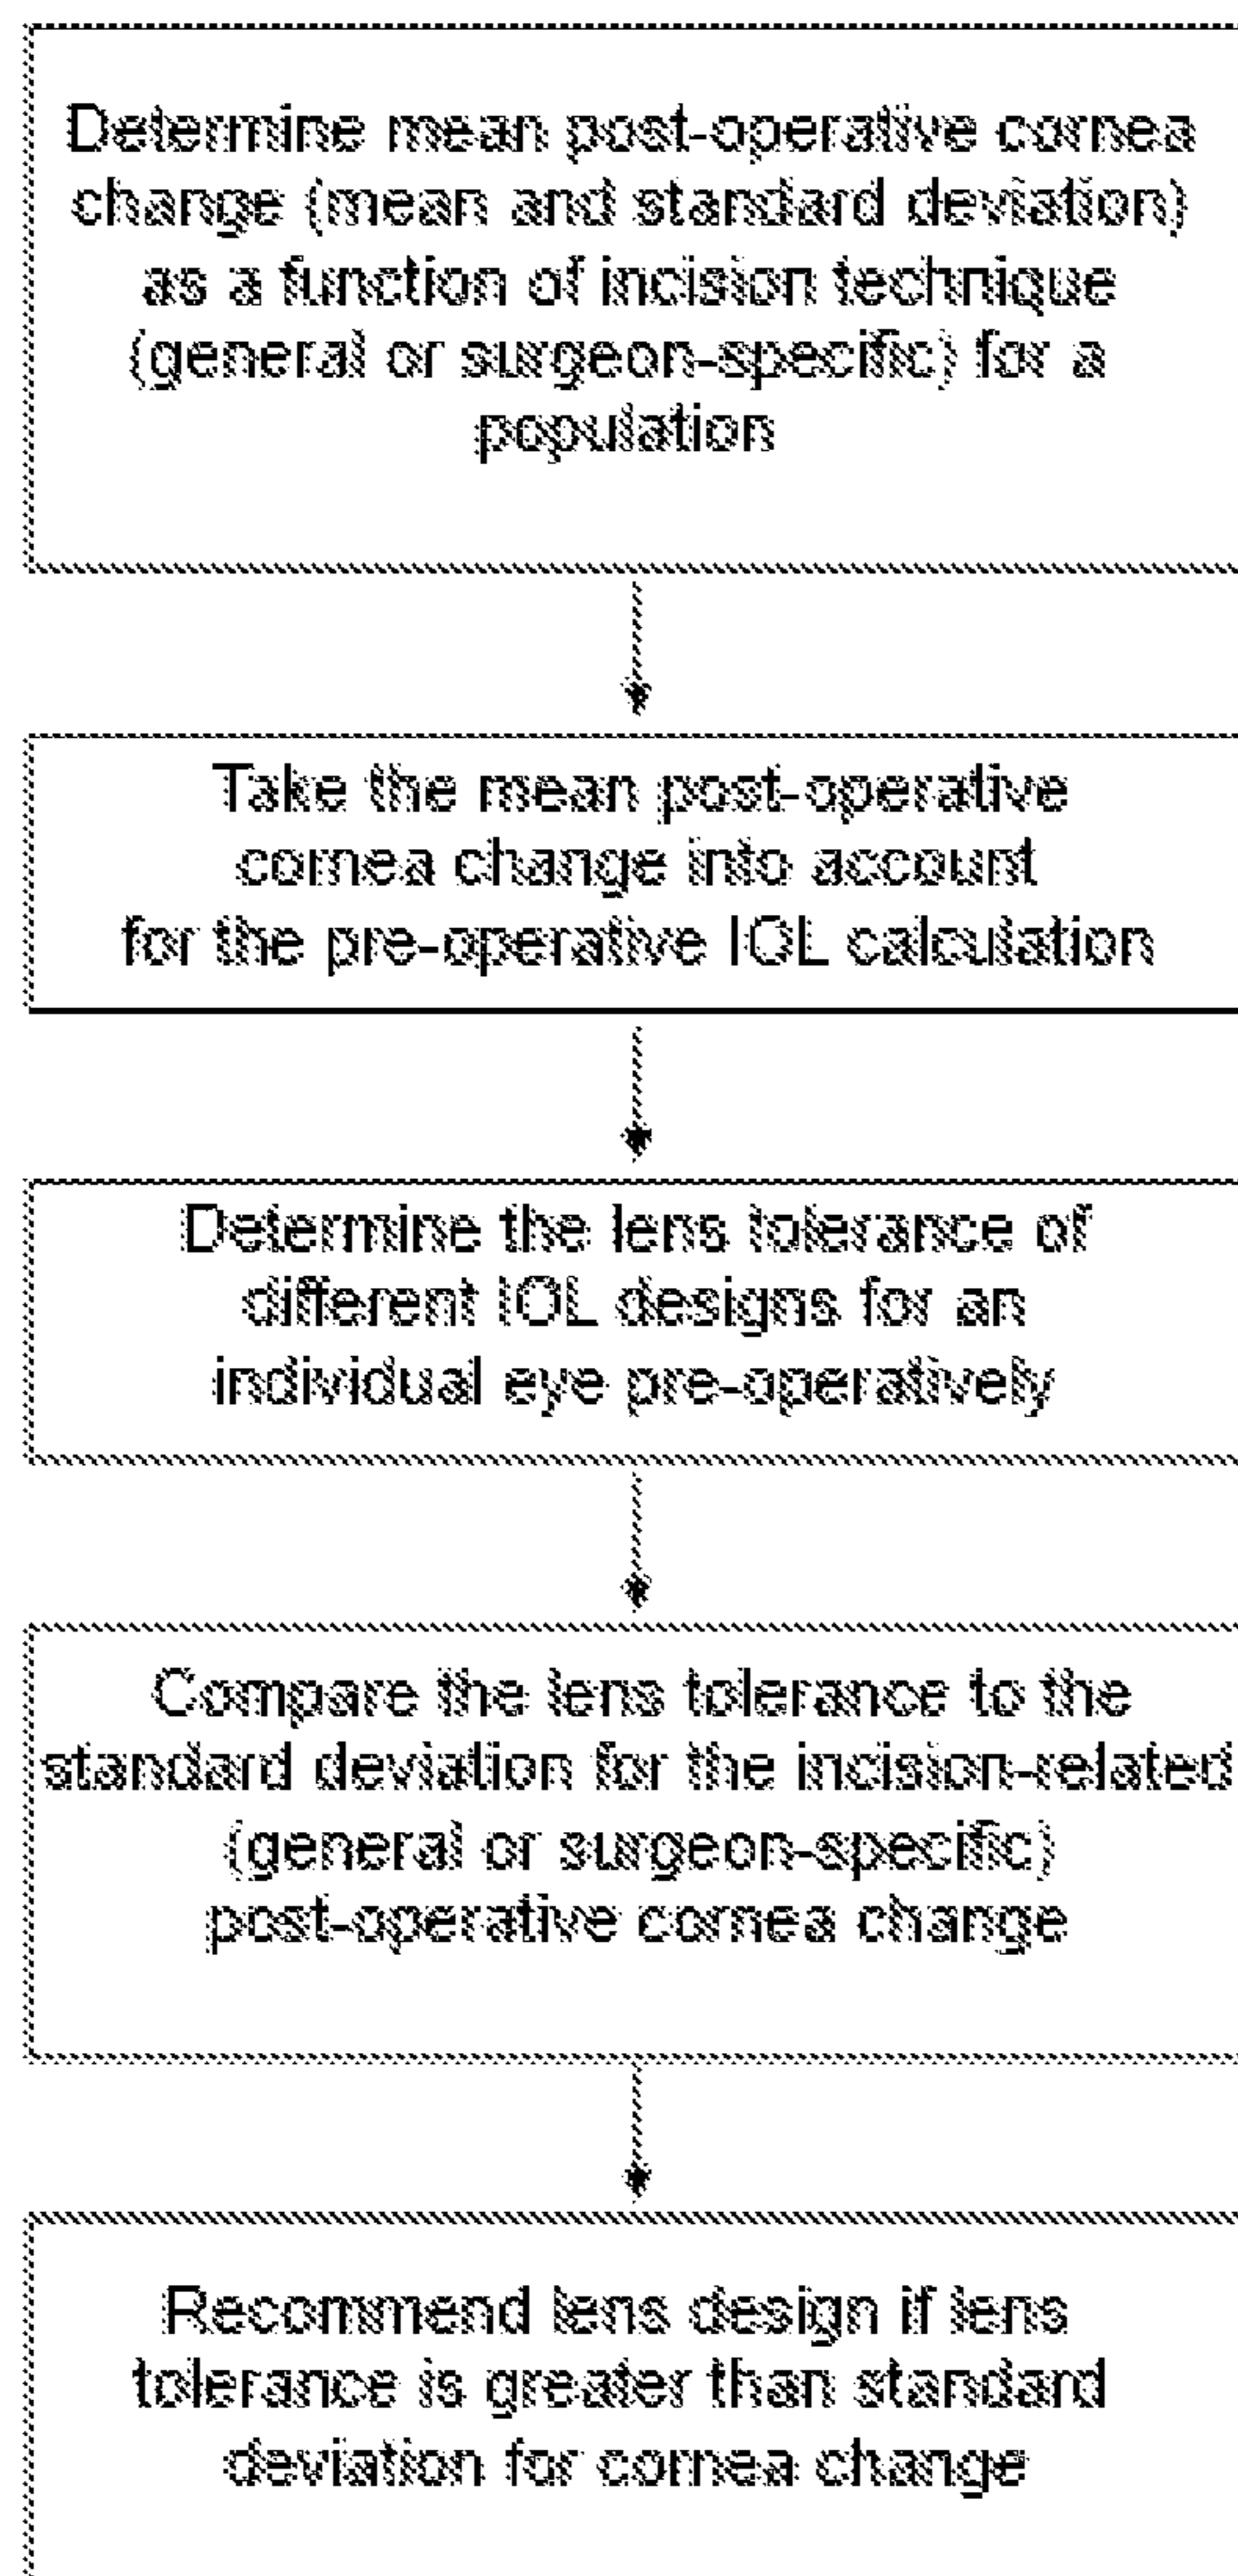 Determine mean post-operative cornea
change (mean and standard deviation)
as a function of incision technique
(general or surgeon-specific) for a
population
Take the mean post-operative
cornea change into account
for the pre-operative IOL calculation
Determine the lens tolerance of
different IOL designs for an
individual eye pre-operatively
Compare the lens tolerance to the
standard deviation for the incision-related
(general or surgeon-specific)
post-operative cornea change
Recommend lens design if lens
tolerance is greater than standard
deviation for cornea change